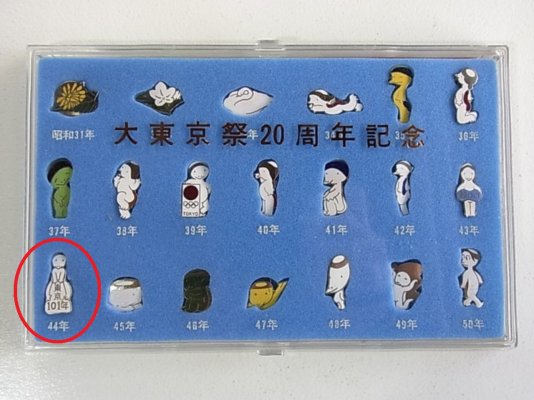 大東京祭20周年記念
昭和31年 36年
TOKYO
37年 38年 39年 40年 41年 42年 43年
東
京
101年
44年 45年 46年 47年 48年 49年 50年